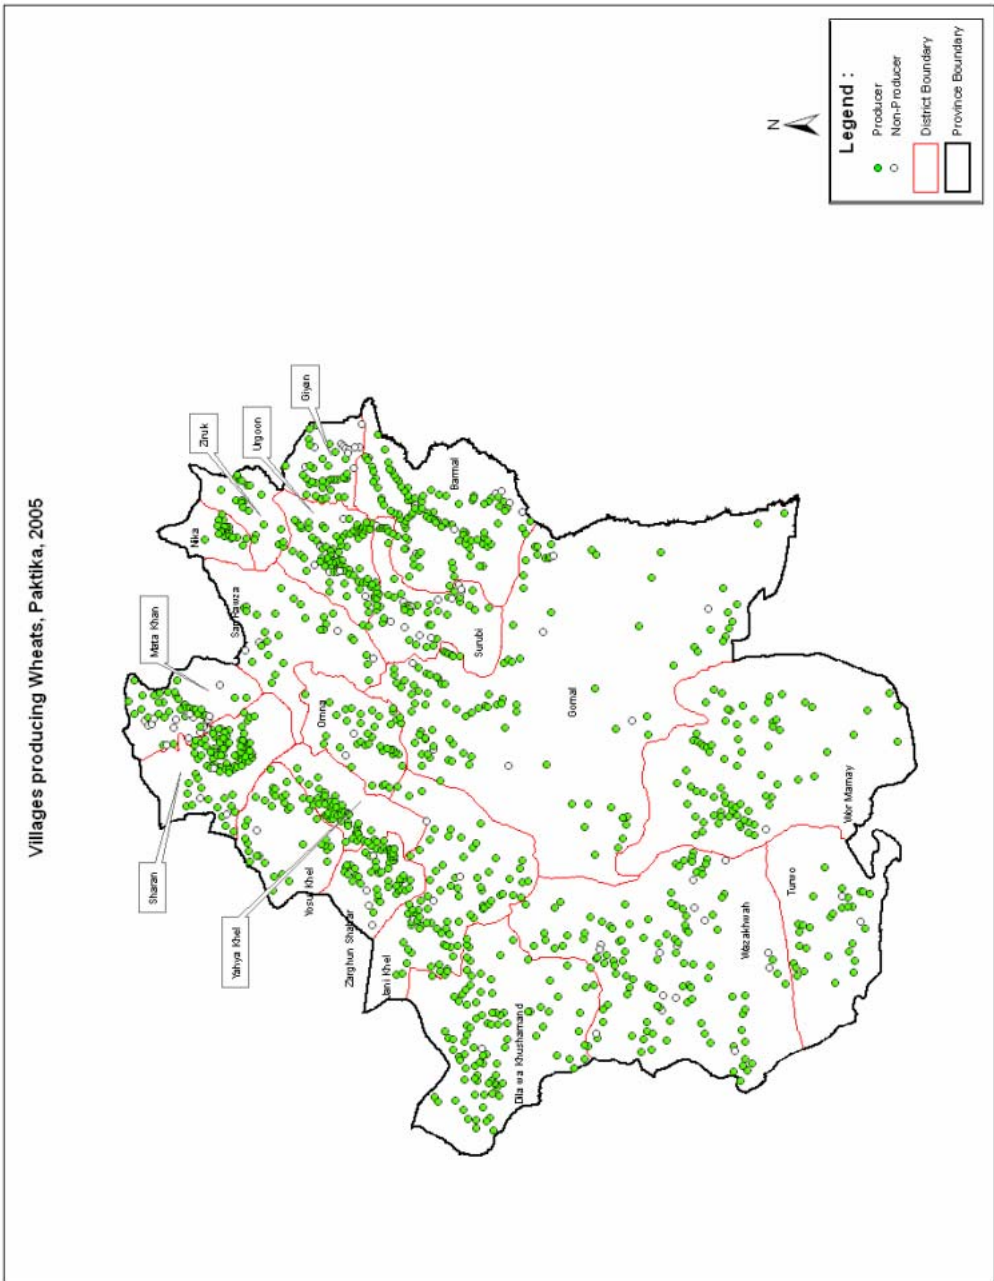 Villages producing Wheats, Paktika, 2005
N
Legend :
Producer
Non-Producer
District Boundary
Province Boundary
Sharan
Mata Khan
Ziruk
Urgoon
Giyan
Yahya Khel
Nika
Sar Rawza
Omna
Barmal
Surubi
Yosuf Khel
Zarghun Shahar
Jani Khel
Gomal
Dila wa Khushamand
Wazakhwah
Wor Mamay
Turwo